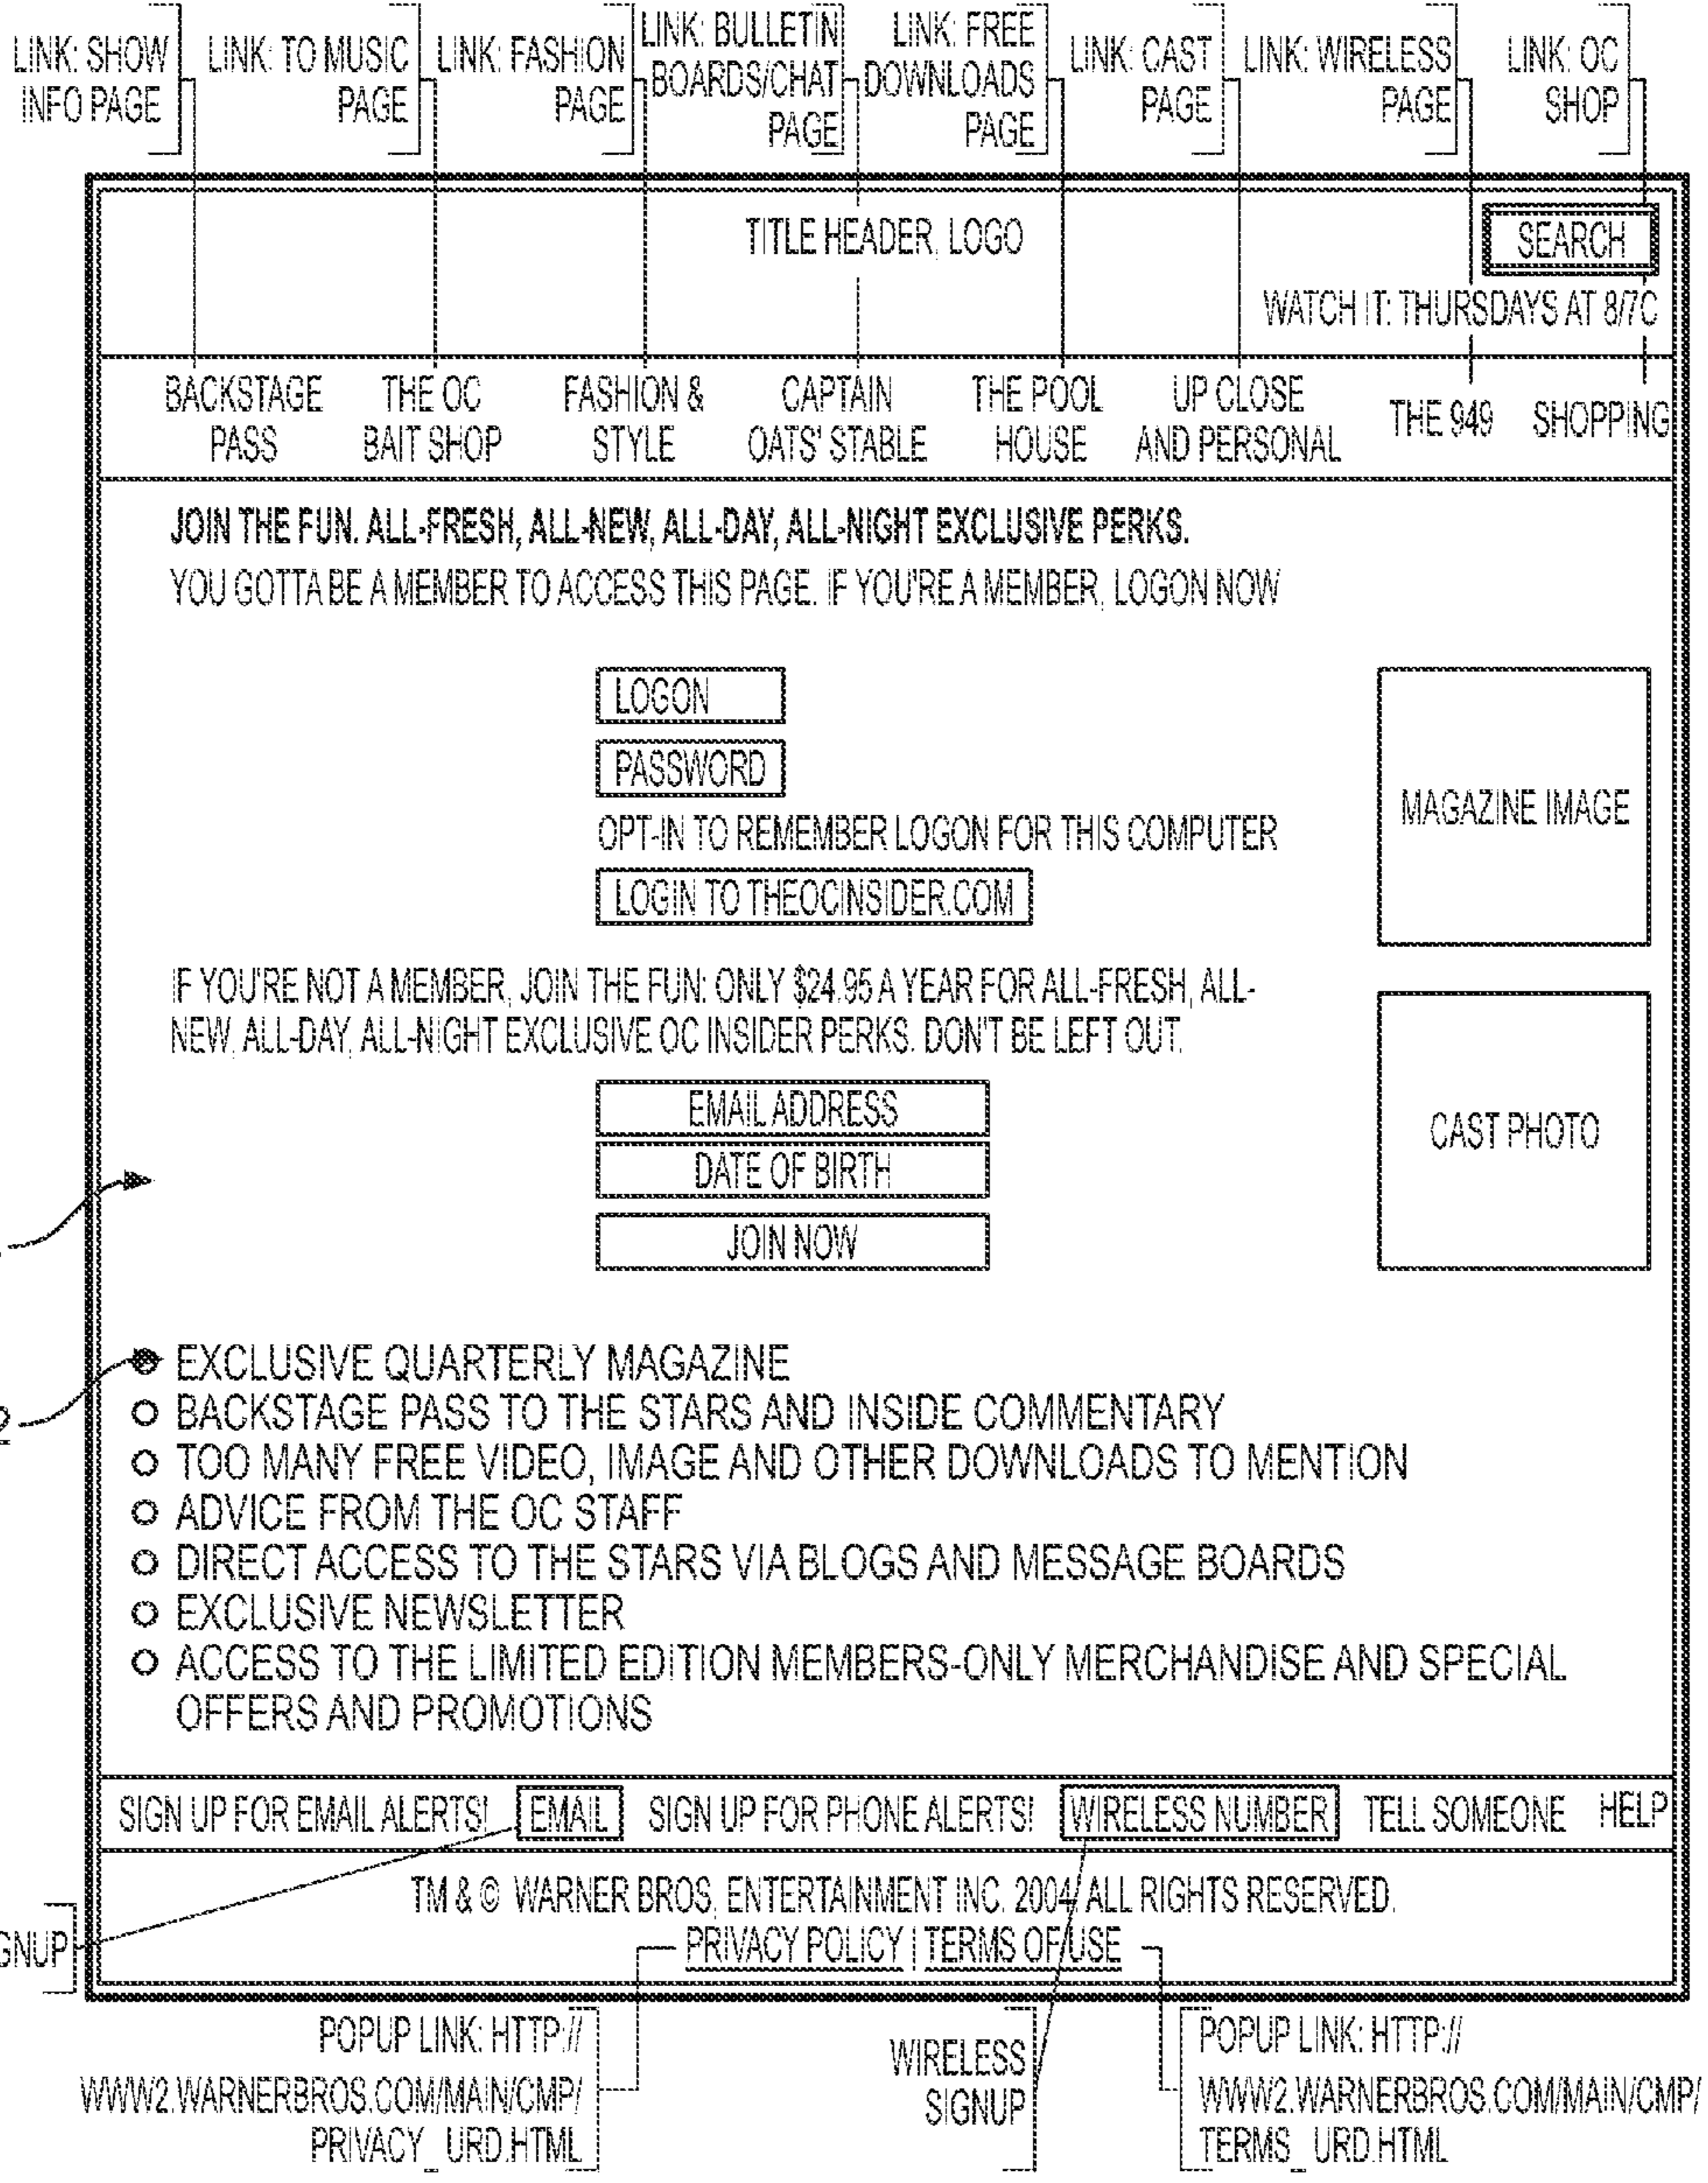 LINK: SHOW
INFO PAGE
LINK: TO MUSIC
PAGE
LINK: FASHION
PAGE
LINK: BULLETIN
BOARDS/CHAT
PAGE
LINK: FREE
DOWNLOADS
PAGE
LINK: CAST
PAGE
LINK: WIRELESS
PAGE
LINK: OC
SHOP
TITLE HEADER, LOGO
SEARCH
WATCH IT: THURSDAYS AT 8/7C
BACKSTAGE
PASS
THE OC
BAIT SHOP
FASHION &
STYLE
CAPTAIN
OATS' STABLE
THE POOL
HOUSE
UP CLOSE
AND PERSONAL
THE 949
SHOPPING
JOIN THE FUN. ALL-FRESH, ALL-NEW, ALL-DAY, ALL-NIGHT EXCLUSIVE PERKS.
YOU GOTTA BE A MEMBER TO ACCESS THIS PAGE. IF YOU'RE A MEMBER, LOGON NOW
LOGON
PASSWORD
OPT-IN TO REMEMBER LOGON FOR THIS COMPUTER
LOGIN TO THEOCINSIDER.COM
MAGAZINE IMAGE
IF YOU'RE NOT A MEMBER, JOIN THE FUN: ONLY $24.95 A YEAR FOR ALL-FRESH, ALL-
NEW, ALL-DAY, ALL-NIGHT EXCLUSIVE OC INSIDER PERKS. DON'T BE LEFT OUT.
EMAIL ADDRESS
DATE OF BIRTH
JOIN NOW
CAST PHOTO
EXCLUSIVE QUARTERLY MAGAZINE
BACKSTAGE PASS TO THE STARS AND INSIDE COMMENTARY
TOO MANY FREE VIDEO, IMAGE AND OTHER DOWNLOADS TO MENTION
ADVICE FROM THE OC STAFF
DIRECT ACCESS TO THE STARS VIA BLOGS AND MESSAGE BOARDS
EXCLUSIVE NEWSLETTER
ACCESS TO THE LIMITED EDITION MEMBERS-ONLY MERCHANDISE AND SPECIAL
OFFERS AND PROMOTIONS
2
SIGN UP FOR EMAIL ALERTS! EMAIL SIGN UP FOR PHONE ALERTS! WIRELESS NUMBER TELL SOMEONE HELP
TM & © WARNER BROS. ENTERTAINMENT INC. 2004 ALL RIGHTS RESERVED.
PRIVACY POLICY | TERMS OF USE
GNUP
POPUP LINK: HTTP://
WWW2.WARNERBROS.COM/MAIN/CMP/
PRIVACY_URD.HTML
WIRELESS
SIGNUP
POPUP LINK: HTTP://
WWW2.WARNERBROS.COM/MAIN/CMP/
TERMS_URD.HTML